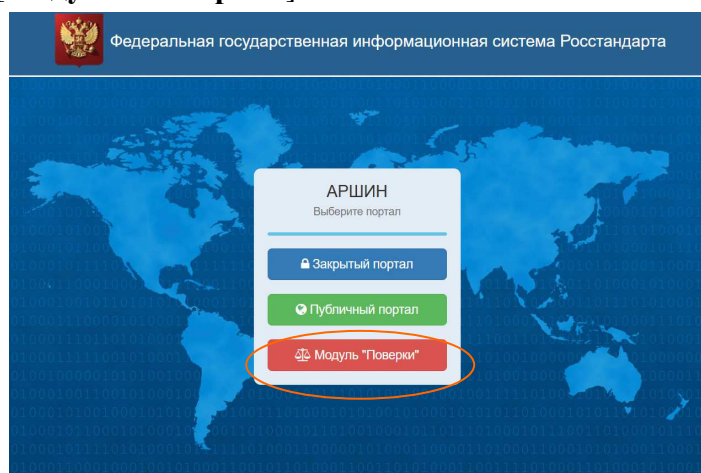 Федеральная государственная информационная система Росстандарта
АРШИН
Выберите портал
Закрытый портал
Публичный портал
Модуль "Поверки"